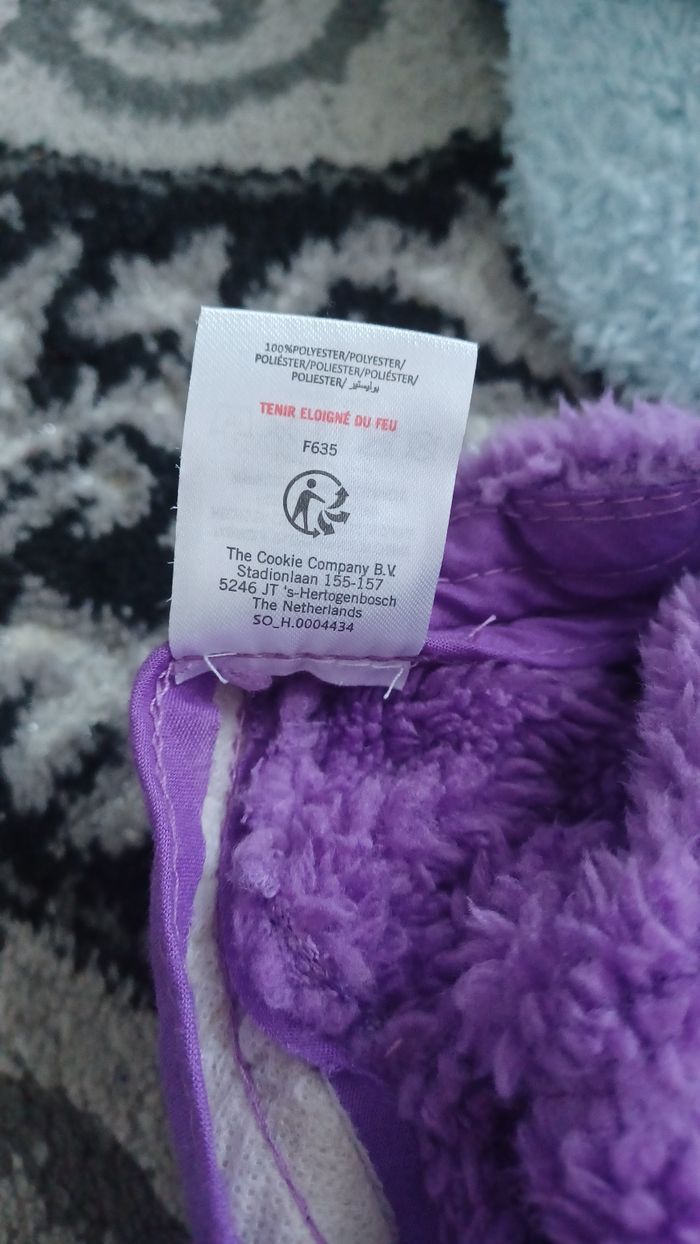 100%POLYESTER/POLYESTER/
POLIÉSTER/POLIESTER/POLIÉSTER/
POLIESTER/ بوليستير
TENIR ELOIGNÉ DU FEU
F635
The Cookie Company B.V.
Stadionlaan 155-157
5246 JT 's-Hertogenbosch
The Netherlands
SO_H.0004434